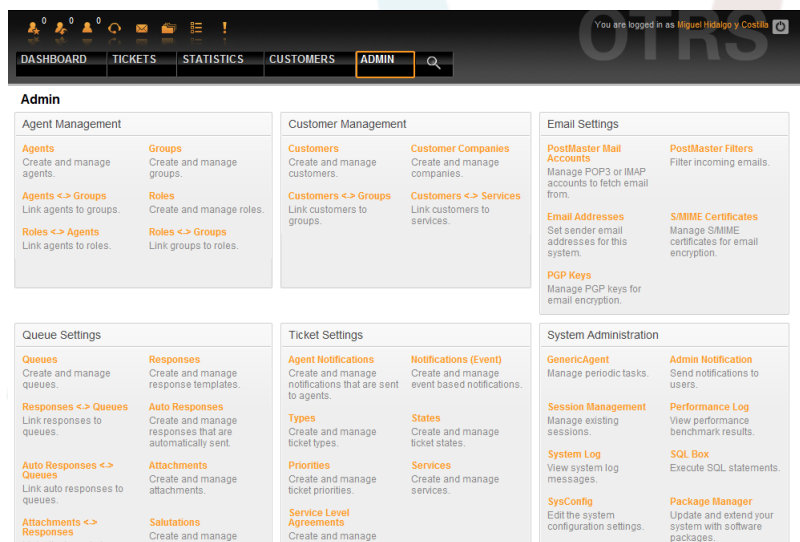 0 0 0
You are logged in as Miguel Hidalgo y Costilla
OTRS
DASHBOARD TICKETS STATISTICS CUSTOMERS ADMIN
Admin
Agent Management
Agents
Create and manage
agents.
Groups
Create and manage
groups.
Agents <-> Groups
Link agents to groups.
Roles
Create and manage roles.
Roles <-> Agents
Link agents to roles.
Roles <-> Groups
Link groups to roles.
Customer Management
Customers
Create and manage
customers.
Customer Companies
Create and manage
companies.
Customers <-> Groups
Link customers to
groups.
Customers <-> Services
Link customers to
services.
Email Settings
PostMaster Mail
Accounts
Manage POP3 or IMAP
accounts to fetch email
from.
PostMaster Filters
Filter incoming emails.
Email Addresses
Set sender email
addresses for this
system.
S/MIME Certificates
Manage S/MIME
certificates for email
encryption.
PGP Keys
Manage PGP keys for
email encryption.
Queue Settings
Queues
Create and manage
queues.
Responses
Create and manage
response templates.
Responses <-> Queues
Link responses to
queues.
Auto Responses
Create and manage
responses that are
automatically sent.
Auto Responses <->
Queues
Link auto responses to
queues.
Attachments
Create and manage
attachments.
Attachments <->
Responses
Salutations
Create and manage
Ticket Settings
Agent Notifications
Create and manage
notifications that are sent
to agents.
Notifications (Event)
Create and manage
event based notifications.
Types
Create and manage
ticket types.
States
Create and manage
ticket states.
Priorities
Create and manage
ticket priorities.
Services
Create and manage
services.
Service Level
Agreements
Create and manage
System Administration
GenericAgent
Manage periodic tasks.
Admin Notification
Send notifications to
users.
Session Management
Manage existing
sessions.
Performance Log
View performance
benchmark results.
System Log
View system log
messages.
SQL Box
Execute SQL statements.
SysConfig
Edit the system
configuration settings.
Package Manager
Update and extend your
system with software
packages.